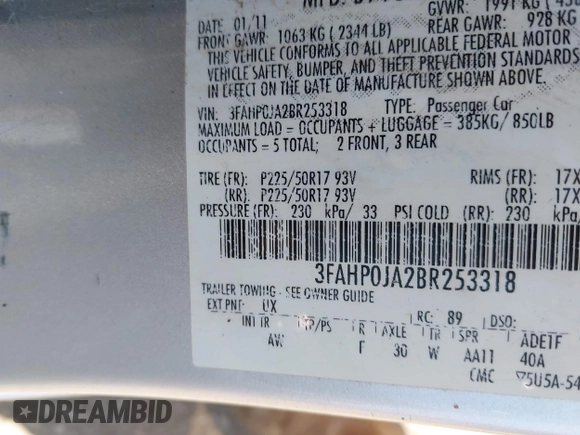 DATE 01/11
GVWR: 1991 KG
FRONT GAWR: 1063 KG ( 2344 LB) REAR GAWR: 928 KG
THIS VEHICLE CONFORMS TO ALL APPLICABLE FEDERAL MOTOR
VEHICLE SAFETY, BUMPER, AND THEFT PREVENTION STANDARDS
IN EFFECT ON THE DATE OF MANUFACTURE SHOWN ABOVE.
VIN: 3FAHP0JA2BR253318 TYPE: Passenger Car
MAXIMUM LOAD = OCCUPANTS + LUGGAGE = 385KG/ 850LB
OCCUPANTS = 5 TOTAL; 2 FRONT, 3 REAR
TIRE (FR): P225/50R17 93V RIMS (FR): 17X
(RR): P225/50R17 93V (RR): 17X
PRESSURE (FR): 230 kPa/ 33 PSI COLD (RR): 230
3FAHP0JA2BR253318
TRAILER TOWING - SEE OWNER GUIDE
EXT PNT: UX RC: 89 DSO:
INT TR TP/PS R AXLE TR SPR ADETF
AW F 30 W AA11 40A
CMC 75U5A-54
DREAMBID